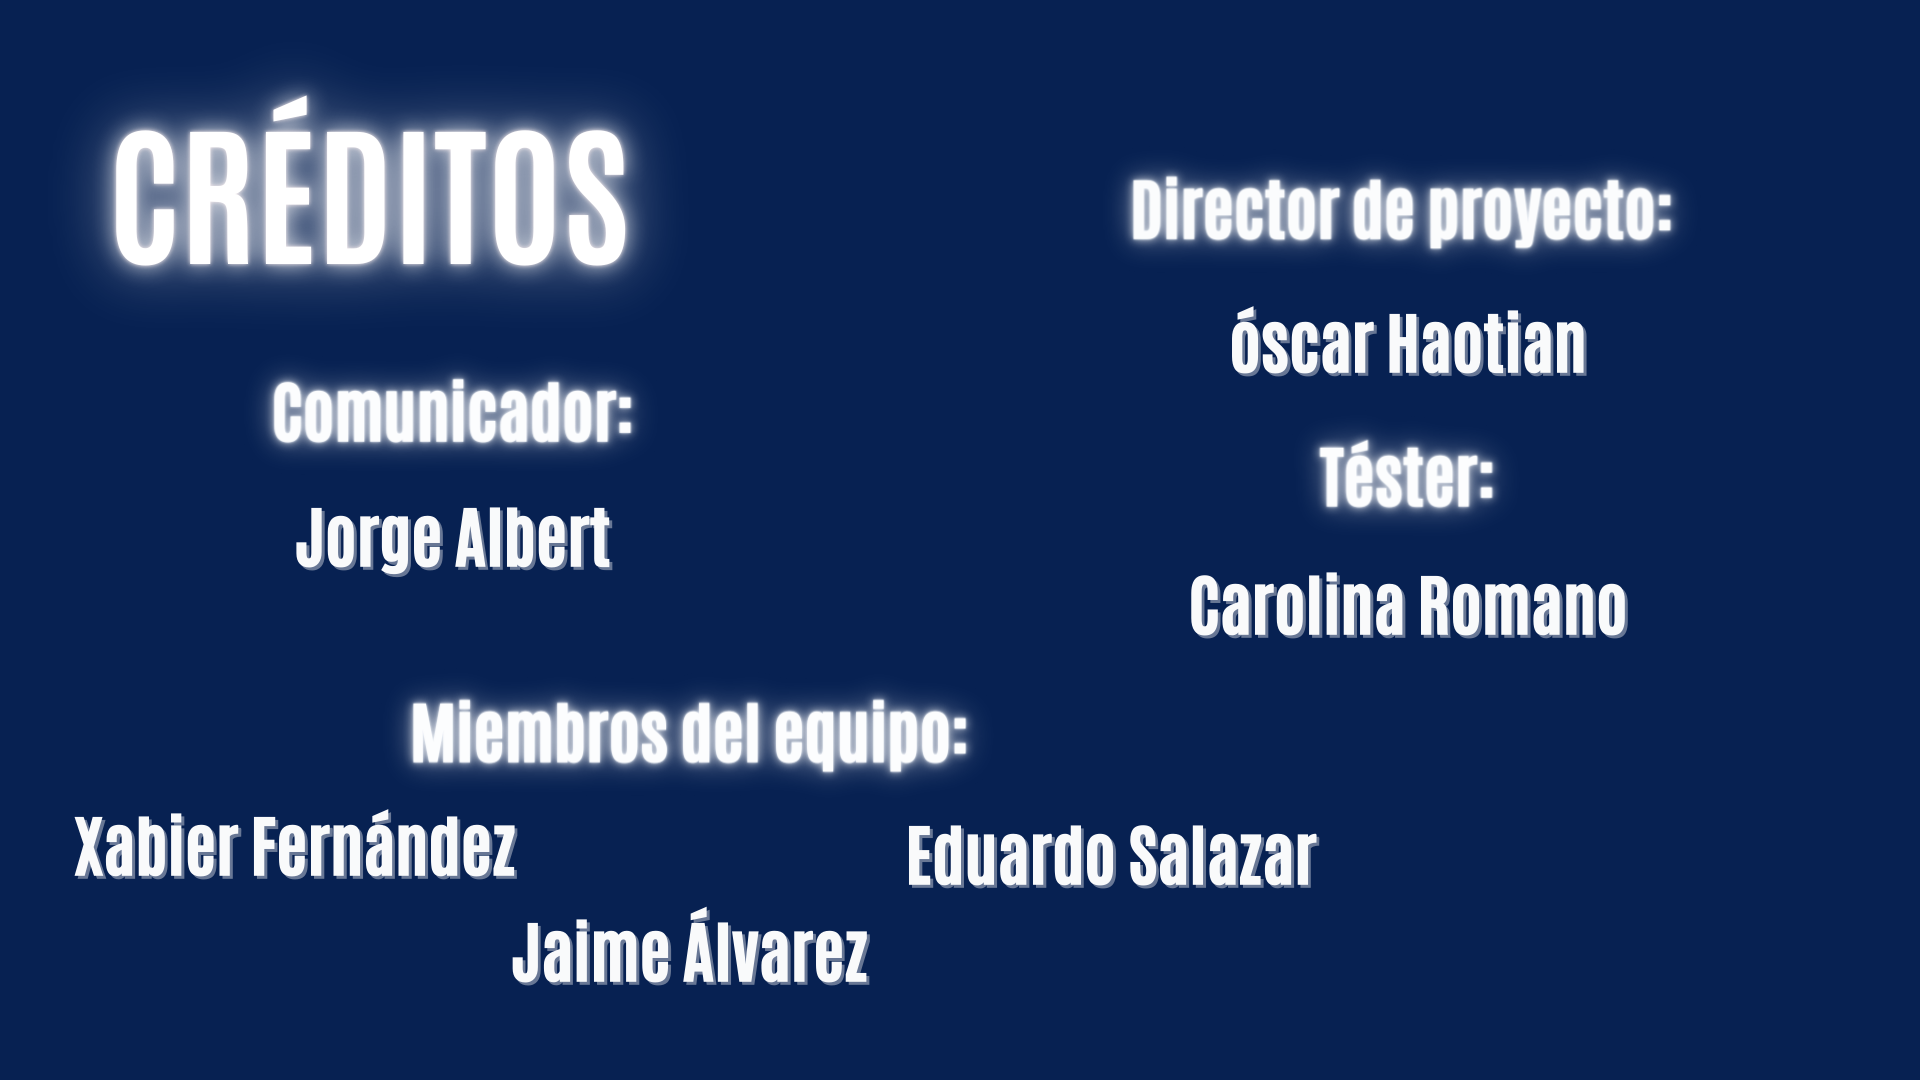 CRÉDITOS
Comunicador:
Jorge Albert
Director de proyecto:
óscar Haotian
Téster:
Carolina Romano
Miembros del equipo:
Xabier Fernández
Eduardo Salazar
Jaime Álvarez